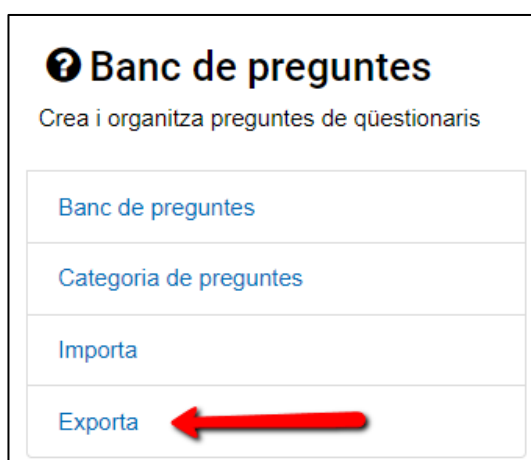 Banc de preguntes
Crea i organitza preguntes de qüestionaris
Banc de preguntes
Categoria de preguntes
Importa
Exporta